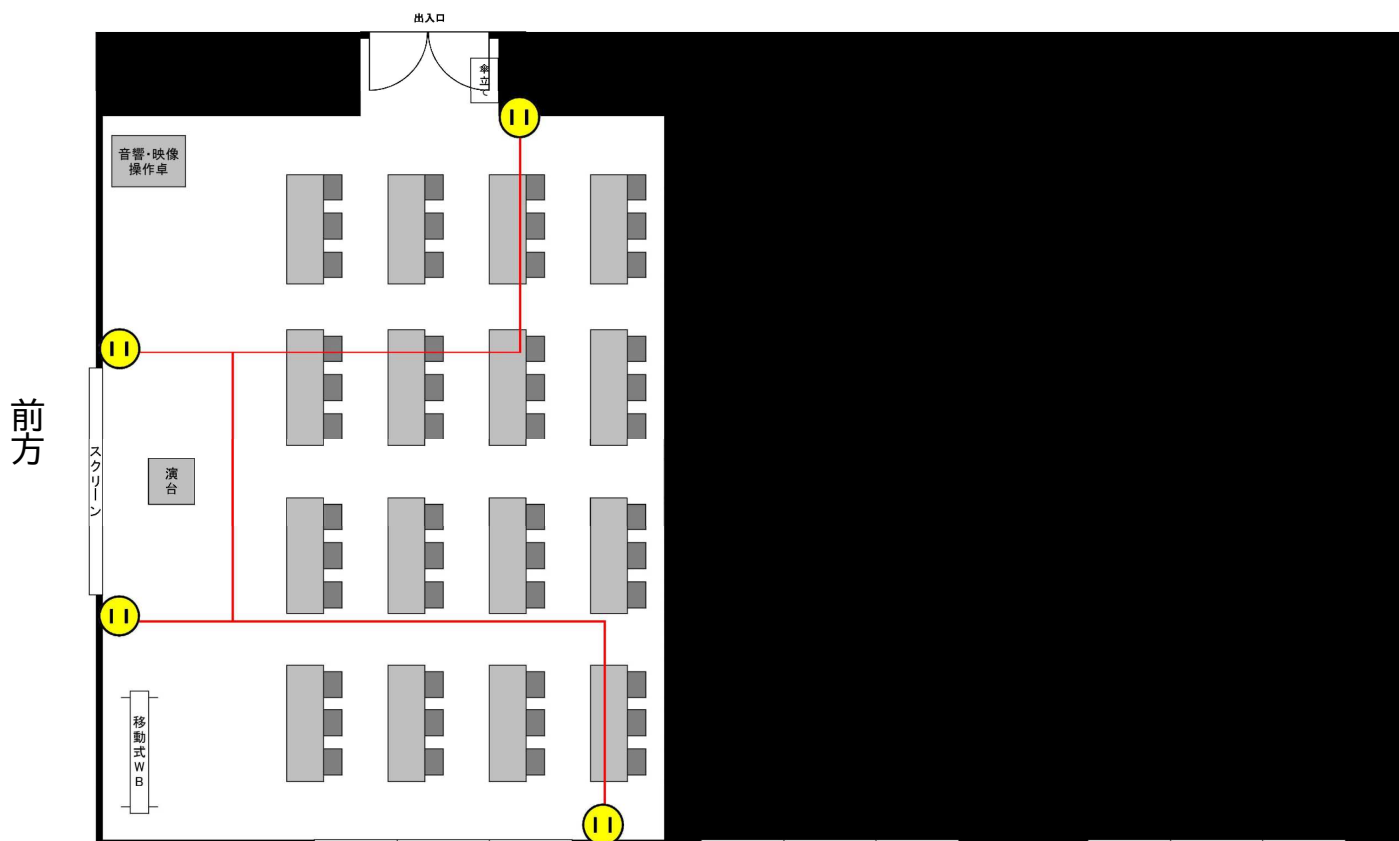 出入口
傘立て
音響・映像
操作卓
前方
スクリーン
演
台
移動式WB